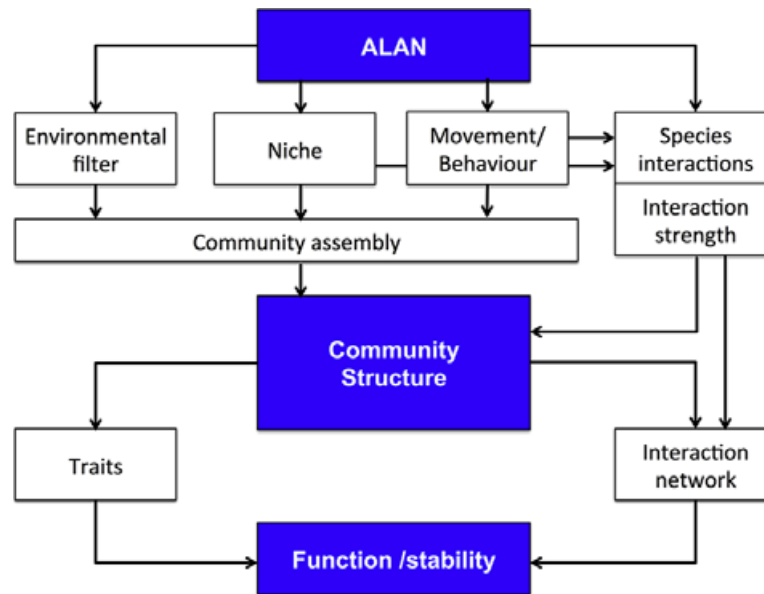 ALAN
Environmental
filter
Niche
Movement/
Behaviour
Species
interactions
Interaction
strength
Community assembly
Community
Structure
Traits
Interaction
network
Function /stability